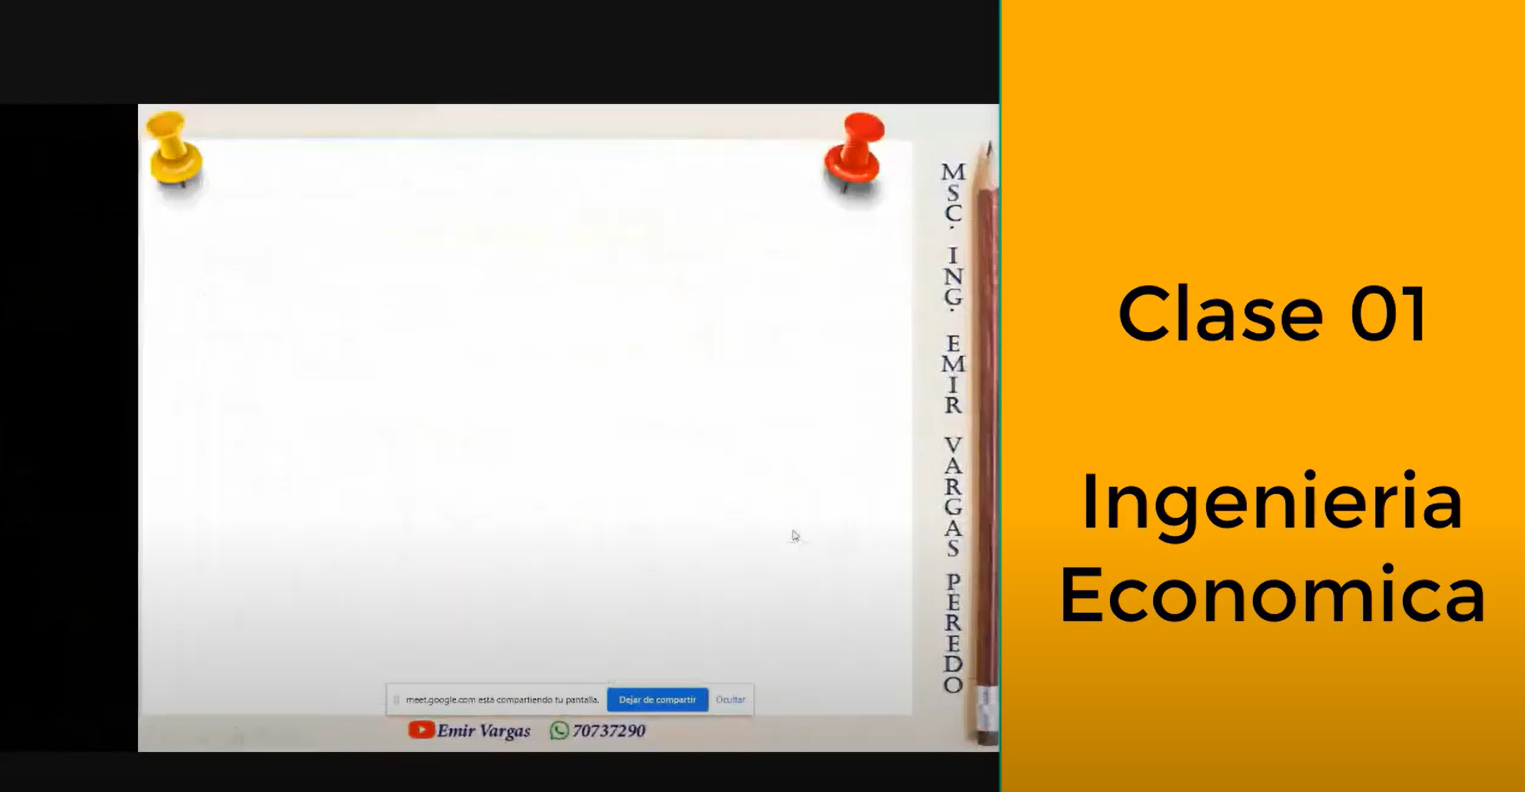 MSC. ING. EMIR VARGAS PEREDO
meet.google.com está compartiendo tu pantalla.
Dejar de compartir
Ocultar
Emir Vargas
70737290
Clase 01
Ingenieria
Economica